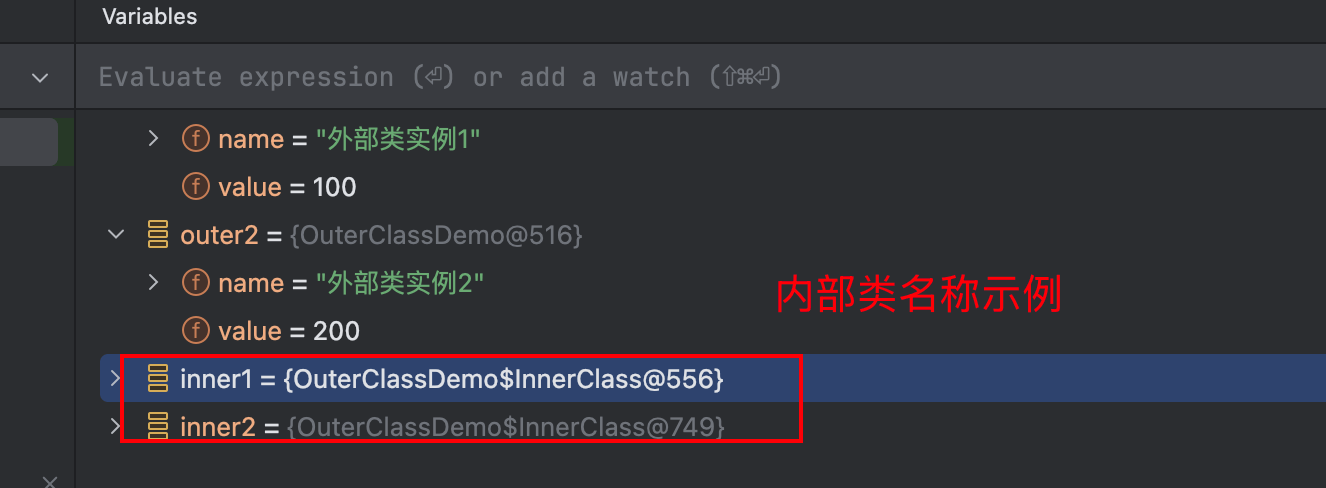 Variables
Evaluate expression (⏎) or add a watch (⇧⌘⏎)
f name = "外部类实例1"
f value = 100
outer2 = {OuterClassDemo@516}
f name = "外部类实例2"
内部类名称示例
f value = 200
inner1 = {OuterClassDemo$InnerClass@556}
inner2 = {OuterClassDemo$InnerClass@749}